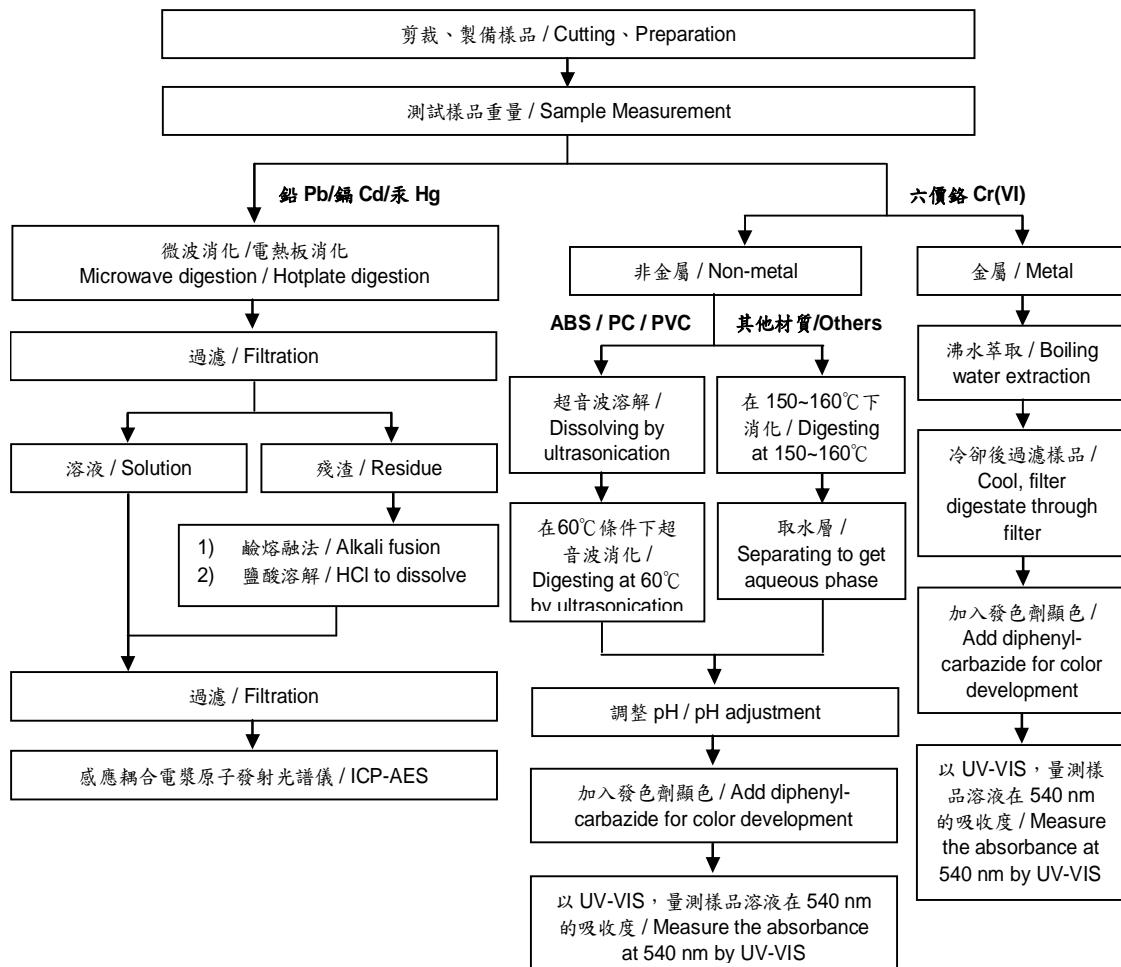 剪裁、製備樣品 / Cutting、Preparation
測試樣品重量 / Sample Measurement
鉛 Pb/鎘 Cd/汞 Hg
微波消化 /電熱板消化
Microwave digestion / Hotplate digestion
過濾 / Filtration
溶液 / Solution
殘渣 / Residue
1) 鹼熔融法 / Alkali fusion
2) 鹽酸溶解 / HCl to dissolve
過濾 / Filtration
感應耦合電漿原子發射光譜儀 / ICP-AES
六價鉻 Cr(VI)
非金屬 / Non-metal
ABS / PC / PVC
超音波溶解 /
Dissolving by
ultrasonication
在60℃條件下超
音波消化 /
Digesting at 60℃
by ultrasonication
其他材質/Others
在 150~160℃下
消化 / Digesting
at 150~160℃
取水層 /
Separating to get
aqueous phase
調整 pH / pH adjustment
加入發色劑顯色 / Add diphenyl-
carbazide for color development
以 UV-VIS，量測樣品溶液在 540 nm
的吸收度 / Measure the absorbance
at 540 nm by UV-VIS
金屬 / Metal
沸水萃取 / Boiling
water extraction
冷卻後過濾樣品 /
Cool, filter
digestate through
filter
加入發色劑顯色 /
Add diphenyl-
carbazide for color
development
以 UV-VIS，量測樣
品溶液在 540 nm
的吸收度 / Measure
the absorbance at
540 nm by UV-VIS